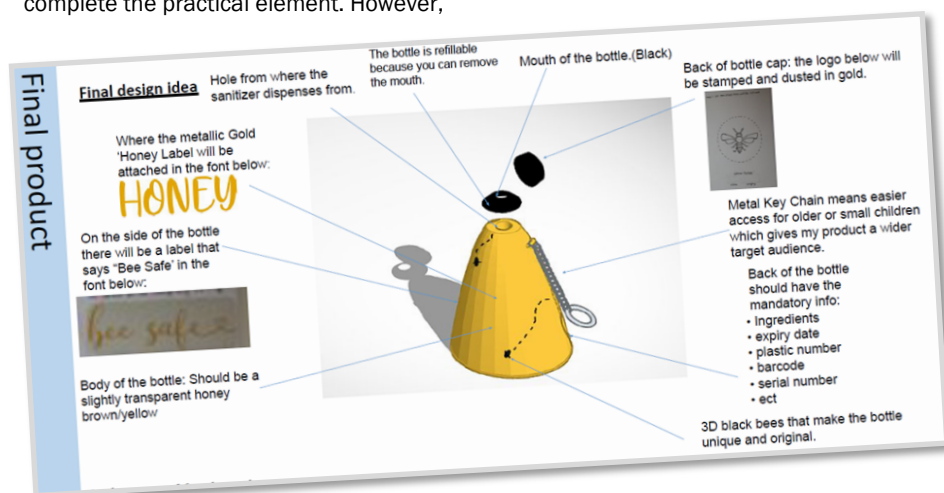 complete the practical element. However,
Final product
Final design idea
Hole from where the
sanitizer dispenses from.
The bottle is refillable
because you can remove
the mouth.
Mouth of the bottle.(Black)
Back of bottle cap: the logo below will
be stamped and dusted in gold.
Where the metallic Gold
'Honey Label will be
attached in the font below:
HONEY
On the side of the bottle
there will be a label that
says "Bee Safe' in the
font below:
bee safe
Body of the bottle: Should be a
slightly transparent honey
brown/yellow
Metal Key Chain means easier
access for older or small children
which gives my product a wider
target audience.
Back of the bottle
should have the
mandatory info:
• Ingredients
• expiry date
• plastic number
• barcode
• serial number
• ect
3D black bees that make the bottle
unique and original.